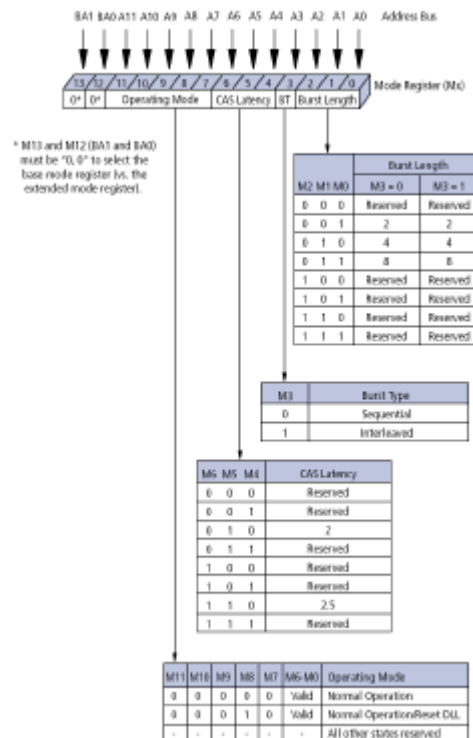 BA1 BA0 A11 A10 A9 A8 A7 A6 A5 A4 A3 A2 A1 A0 Address Bus
13 12 11 10 9 8 7 6 5 4 3 2 1 0 Mode Register (Mx)
0* 0* Operating Mode CAS Latency BT Burst Length
* M13 and M12 (BA1 and BA0)
must be "0, 0" to select the
base mode register (vs. the
extended mode register).
Burst Length
M2 M1 M0 M3 = 0 M3 = 1
0 0 0 Reserved Reserved
0 0 1 2 2
0 1 0 4 4
0 1 1 8 8
1 0 0 Reserved Reserved
1 0 1 Reserved Reserved
1 1 0 Reserved Reserved
1 1 1 Reserved Reserved
M3 Burst Type
0 Sequential
1 Interleaved
M6 M5 M4 CAS Latency
0 0 0 Reserved
0 0 1 Reserved
0 1 0 2
0 1 1 Reserved
1 0 0 Reserved
1 0 1 Reserved
1 1 0 2.5
1 1 1 Reserved
M11 M10 M9 M8 M7 M6-M0 Operating Mode
0 0 0 0 0 Valid Normal Operation
0 0 0 1 0 Valid Normal Operation/Reset DLL
- - - - - - All other states reserved